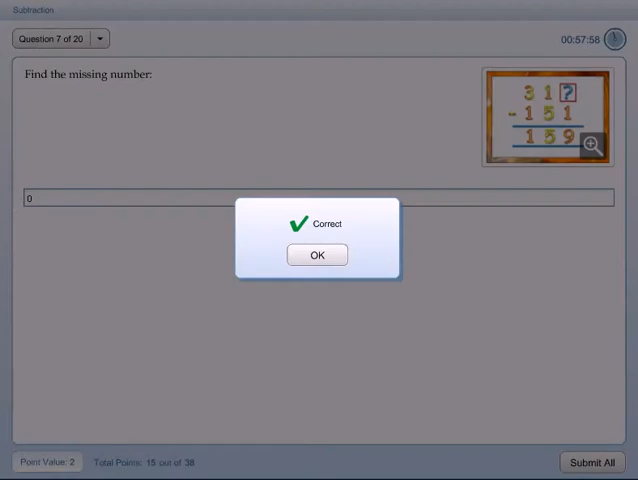 Subtraction
Question 7 of 20
00:57:58
Find the missing number:
3 1 ?
- 1 5 1
1 5 9
0
Correct
OK
Point Value: 2
Total Points: 15 out of 38
Submit All